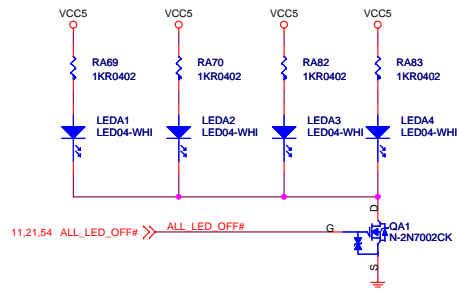 VCC5 VCC5 VCC5 VCC5
RA69 RA70 RA82 RA83
1KR0402 1KR0402 1KR0402 1KR0402
LEDA1 LEDA2 LEDA3 LEDA4
LED04-WHI LED04-WHI LED04-WHI LED04-WHI
D
QA1
G
N-2N7002CK
11,21,54 ALL_LED_OFF# ALL_LED_OFF#
S